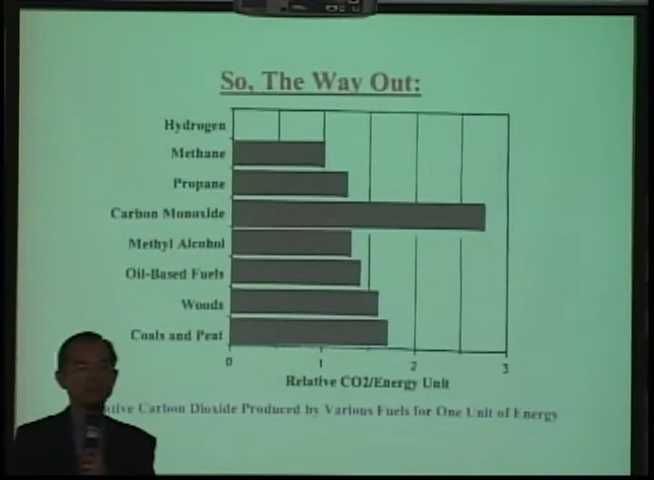 So, The Way Out:
Hydrogen
Methane
Propane
Carbon Monoxide
Methyl Alcohol
Oil-Based Fuels
Woods
Coals and Peat
0 1 2 3
Relative CO2/Energy Unit
Carbon Dioxide Produced by Various Fuels for One Unit of Energy